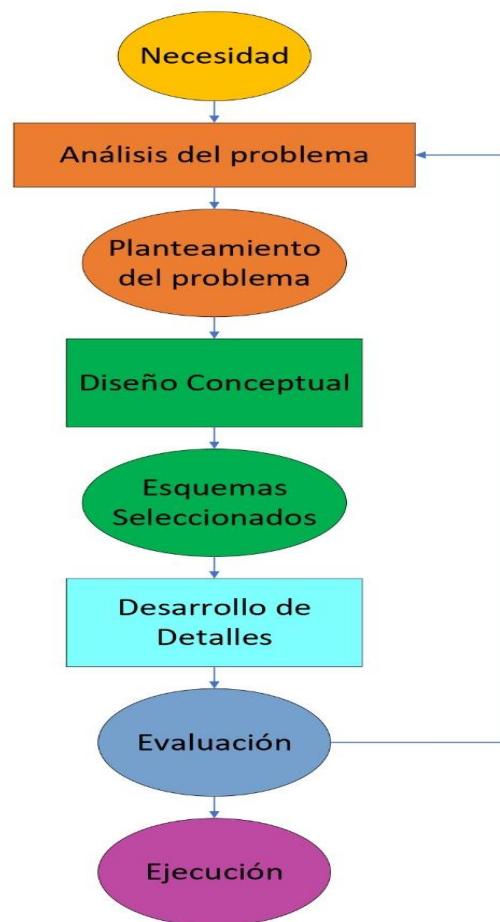 Necesidad
Análisis del problema
Planteamiento
del problema
Diseño Conceptual
Esquemas
Seleccionados
Desarrollo de
Detalles
Evaluación
Ejecución